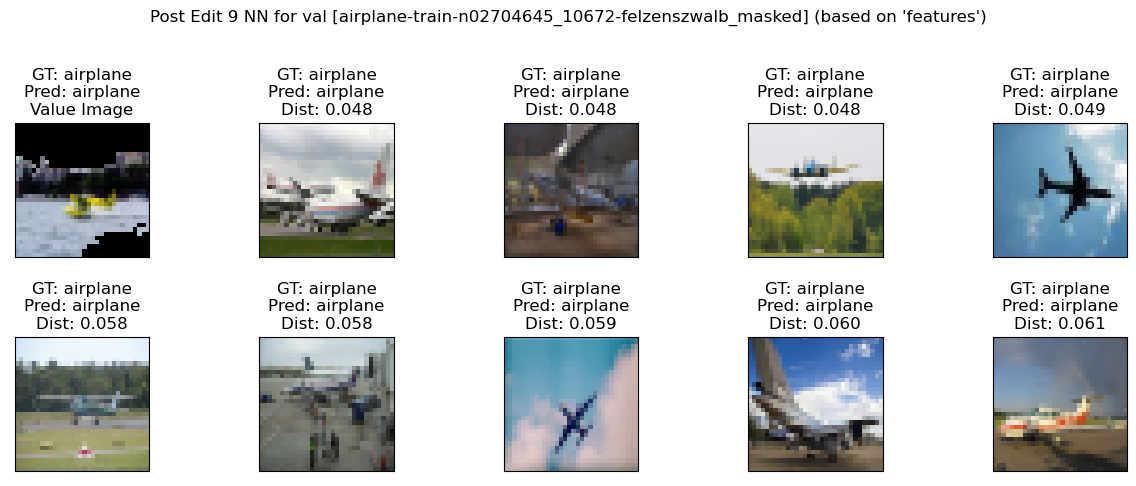 Post Edit 9 NN for val [airplane-train-n02704645_10672-felzenszwalb_masked] (based on 'features')
GT: airplane
Pred: airplane
Value Image
GT: airplane
Pred: airplane
Dist: 0.048
GT: airplane
Pred: airplane
Dist: 0.048
GT: airplane
Pred: airplane
Dist: 0.048
GT: airplane
Pred: airplane
Dist: 0.049
GT: airplane
Pred: airplane
Dist: 0.058
GT: airplane
Pred: airplane
Dist: 0.058
GT: airplane
Pred: airplane
Dist: 0.059
GT: airplane
Pred: airplane
Dist: 0.060
GT: airplane
Pred: airplane
Dist: 0.061